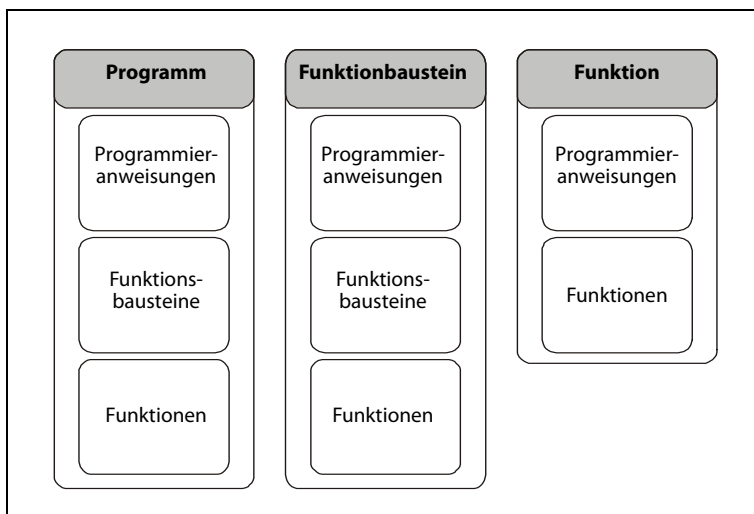 Programm
Programmier-
anweisungen
Funktions-
bausteine
Funktionen
Funktionbaustein
Programmier-
anweisungen
Funktions-
bausteine
Funktionen
Funktion
Programmier-
anweisungen
Funktionen